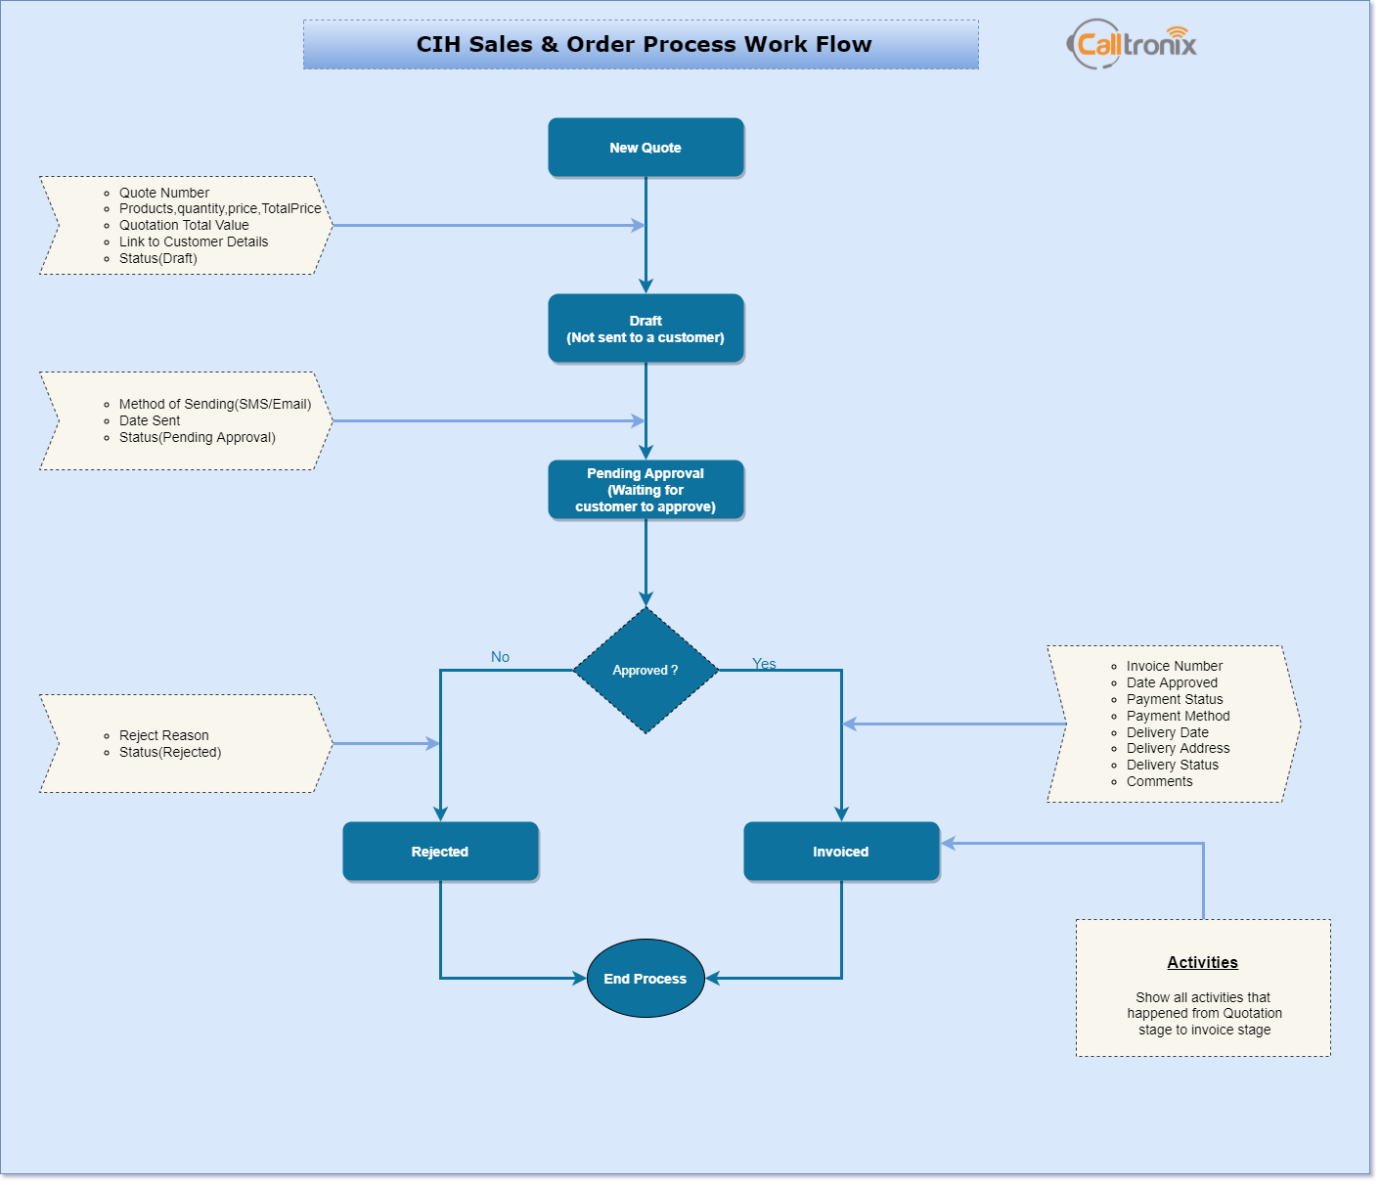 CIH Sales & Order Process Work Flow
Calltronix
New Quote
Quote Number
Products,quantity,price,TotalPrice
Quotation Total Value
Link to Customer Details
Status(Draft)
Draft
(Not sent to a customer)
Method of Sending(SMS/Email)
Date Sent
Status(Pending Approval)
Pending Approval
(Waiting for
customer to approve)
Approved ?
No
Yes
Invoice Number
Date Approved
Payment Status
Payment Method
Delivery Date
Delivery Address
Delivery Status
Comments
Reject Reason
Status(Rejected)
Rejected
Invoiced
End Process
Activities
Show all activities that
happened from Quotation
stage to invoice stage